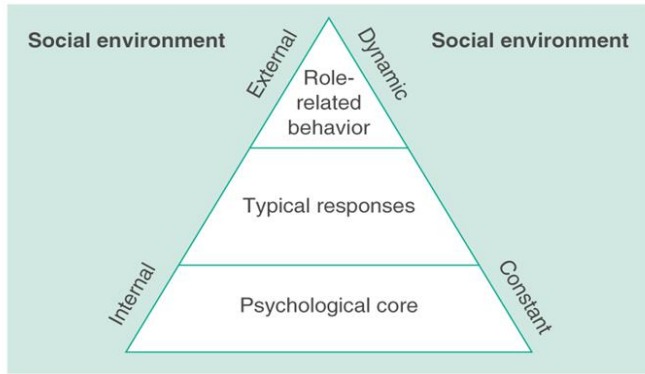 Social environment
External
Dynamic
Social environment
Role-
related
behavior
Typical responses
Internal
Psychological core
Constant